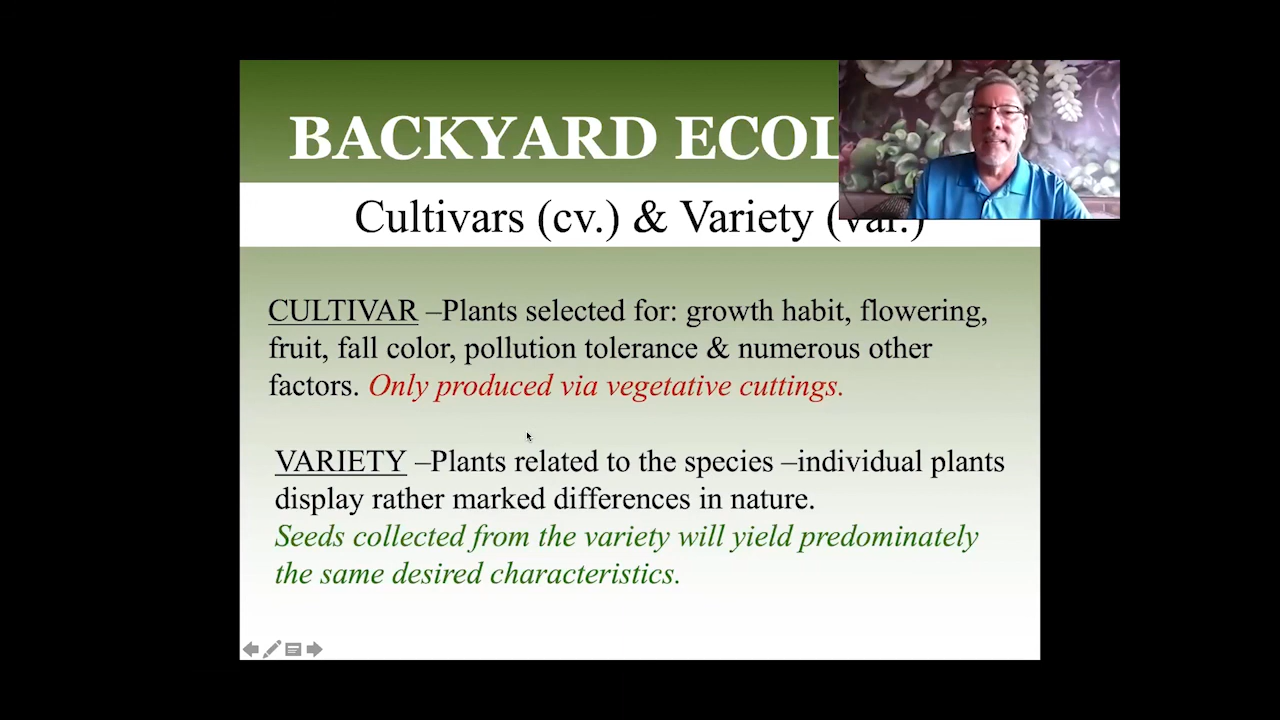 BACKYARD ECOL
Cultivars (cv.) & Variety (var.)
CULTIVAR –Plants selected for: growth habit, flowering,
fruit, fall color, pollution tolerance & numerous other
factors. Only produced via vegetative cuttings.
VARIETY –Plants related to the species –individual plants
display rather marked differences in nature.
Seeds collected from the variety will yield predominately
the same desired characteristics.